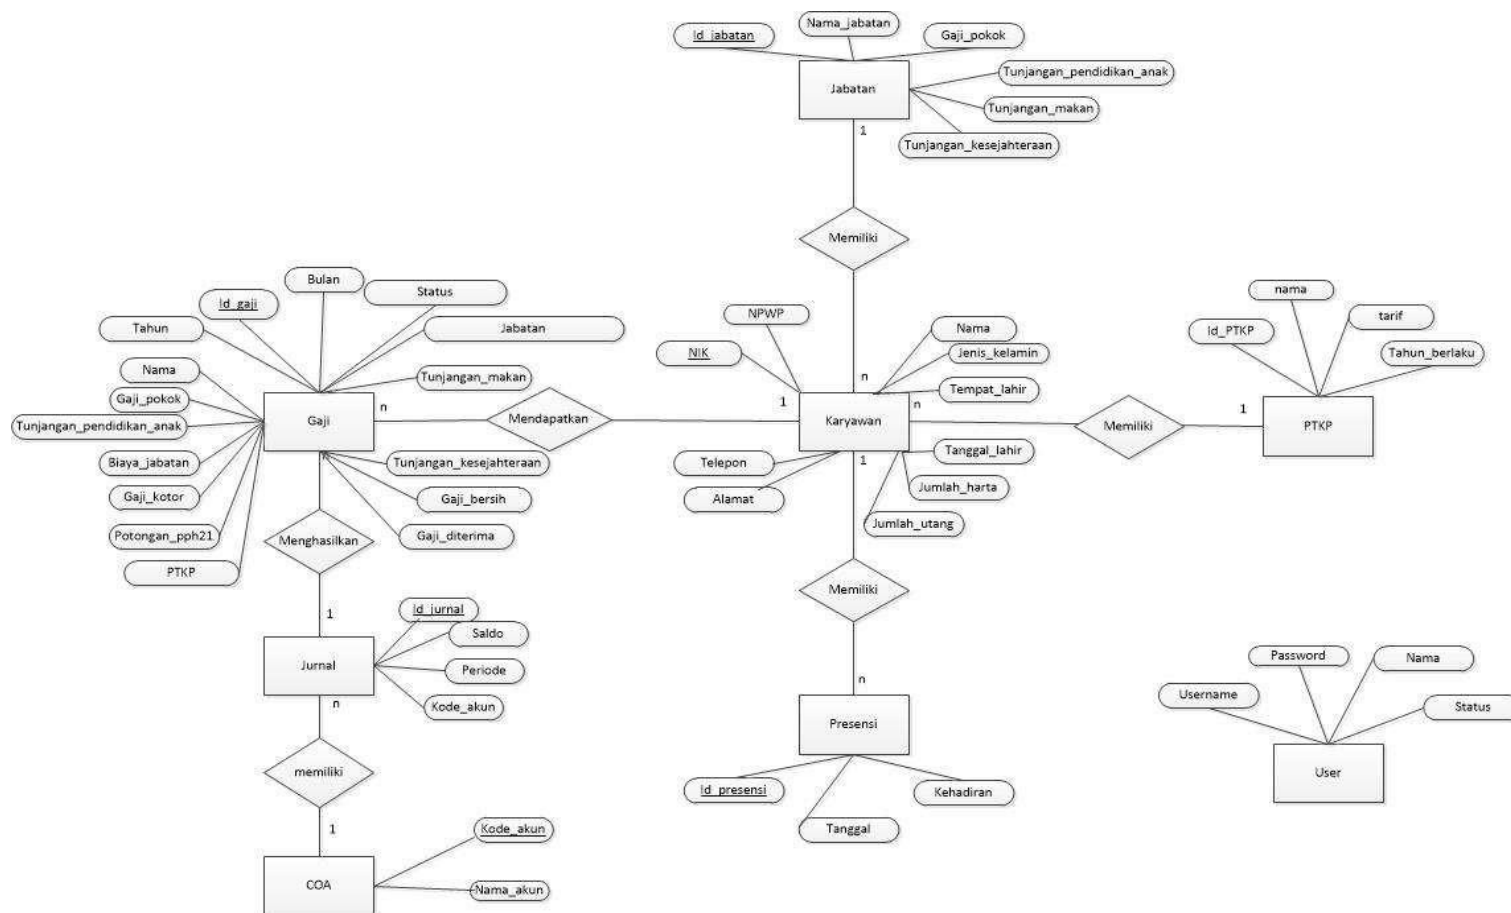 Nama_jabatan
Id_jabatan
Gaji_pokok
Jabatan
Tunjangan_pendidikan_anak
Tunjangan_makan
Tunjangan_kesejahteraan
1
Memiliki
n
Bulan
Id_gaji
Status
Tahun
Jabatan
Nama
Tunjangan_makan
Gaji_pokok
Tunjangan_pendidikan_anak
Gaji
n
Mendapatkan
1
Biaya_jabatan
Tunjangan_kesejahteraan
Gaji_kotor
Gaji_bersih
Potongan_pph21
Gaji_diterima
PTKP
n
Menghasilkan
1
NPWP
NIK
Nama
Jenis_kelamin
Tempat_lahir
Karyawan
n
Memiliki
1
Telepon
Tanggal_lahir
Alamat
Jumlah_harta
Jumlah_utang
nama
Id_PTKP
tarif
Tahun_berlaku
PTKP
1
Memiliki
n
Presensi
Id_presensi
Kehadiran
Tanggal
Id_jurnal
Saldo
Jurnal
Periode
Kode_akun
n
memiliki
1
COA
Kode_akun
Nama_akun
Password
Nama
Username
Status
User